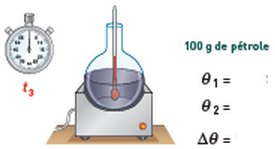 t3
100 g de pétrole
θ1 =
θ2 =
Δθ =